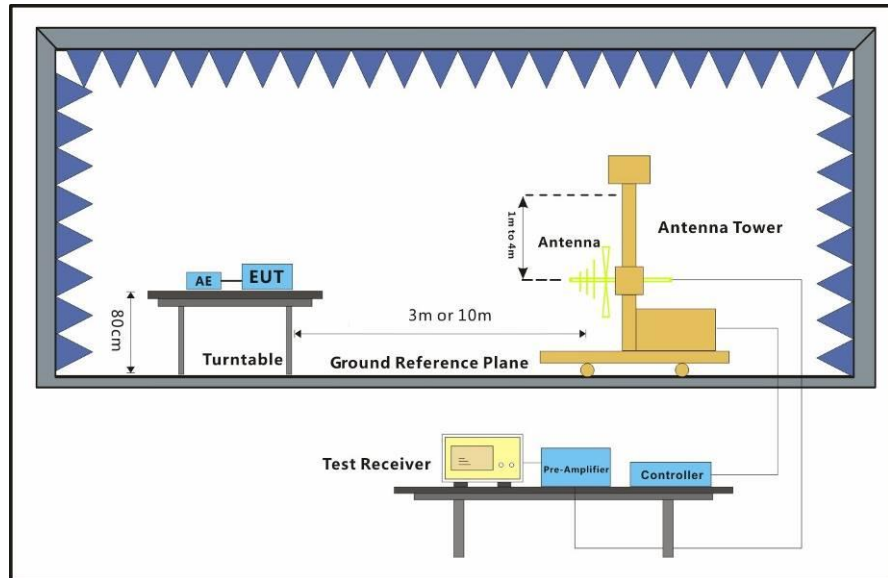 1m to 4m
Antenna
Antenna Tower
AE
EUT
80cm
3m or 10m
Turntable
Ground Reference Plane
Test Receiver
Pre-Amplifier
Controller